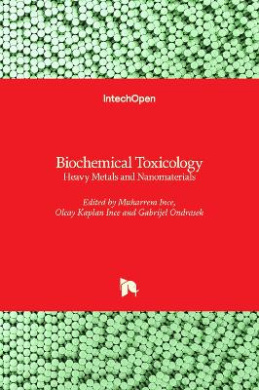 IntechOpen
Biochemical Toxicology
Heavy Metals and Nanomaterials
Edited by Muharrem Ince,
Olcay Kaplan Ince and Gabrijel Ondrasek